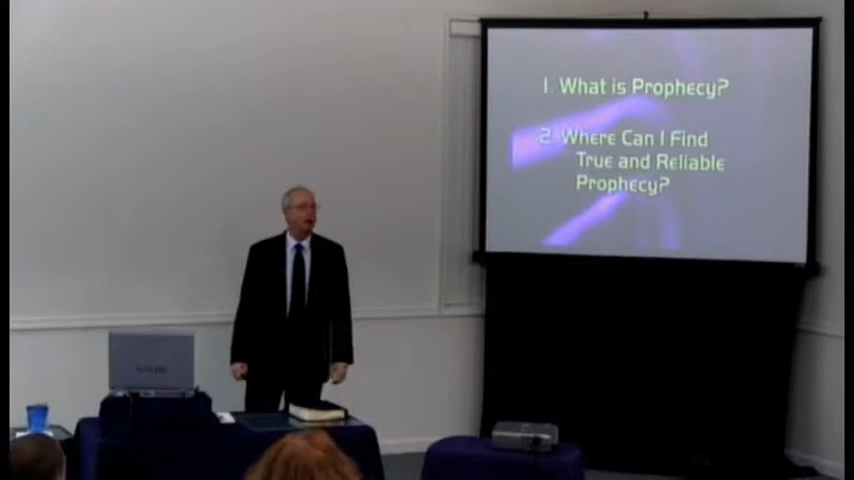 1. What is Prophecy?
2. Where Can I Find
True and Reliable
Prophecy?